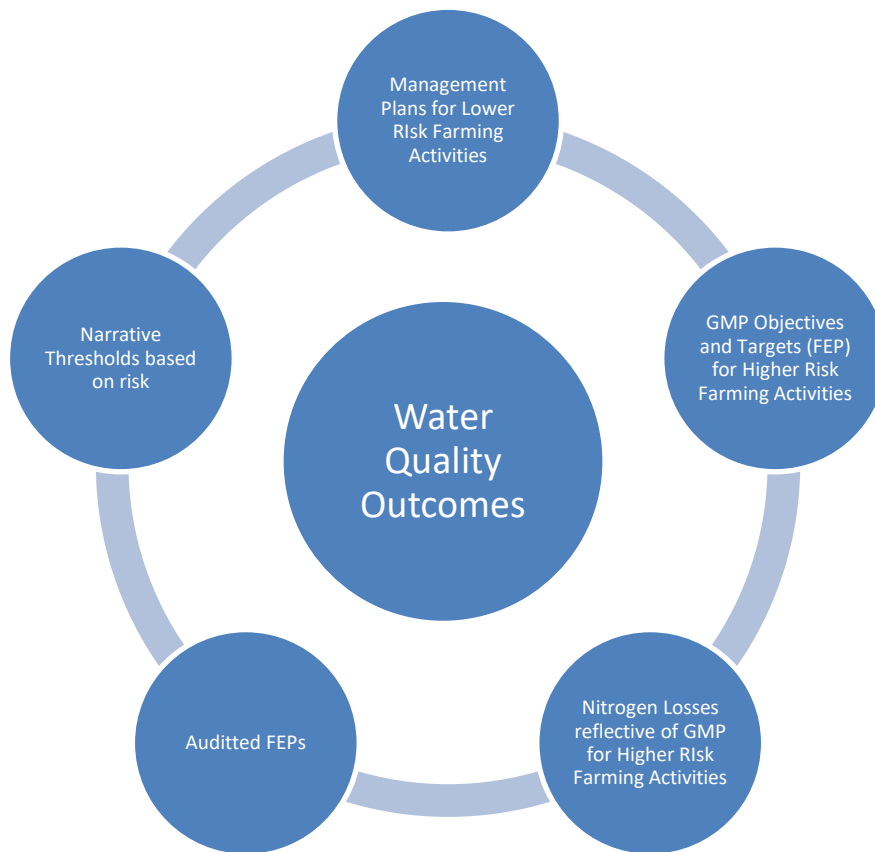 Management
Plans for Lower
RIsk Farming
Activities
GMP Objectives
and Targets (FEP)
for Higher Risk
Farming Activities
Nitrogen Losses
reflective of GMP
for Higher RIsk
Farming Activities
Auditted FEPs
Narrative
Thresholds based
on risk
Water
Quality
Outcomes